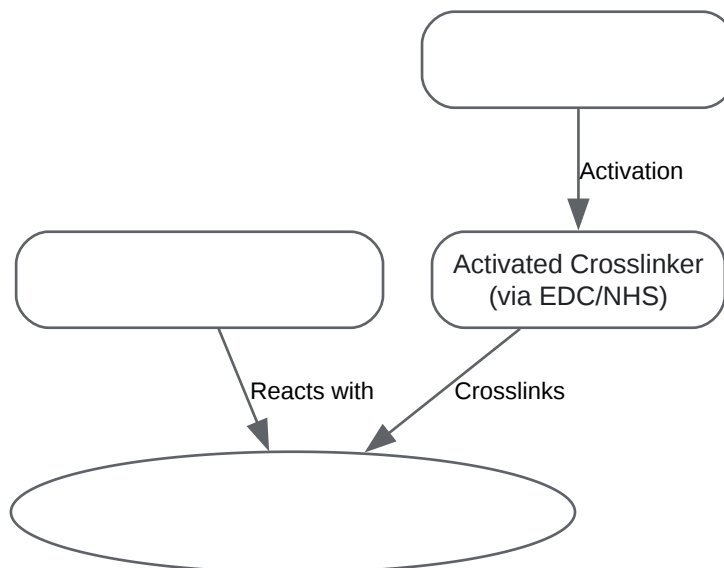 Activation
Activated Crosslinker
(via EDC/NHS)
Reacts with
Crosslinks